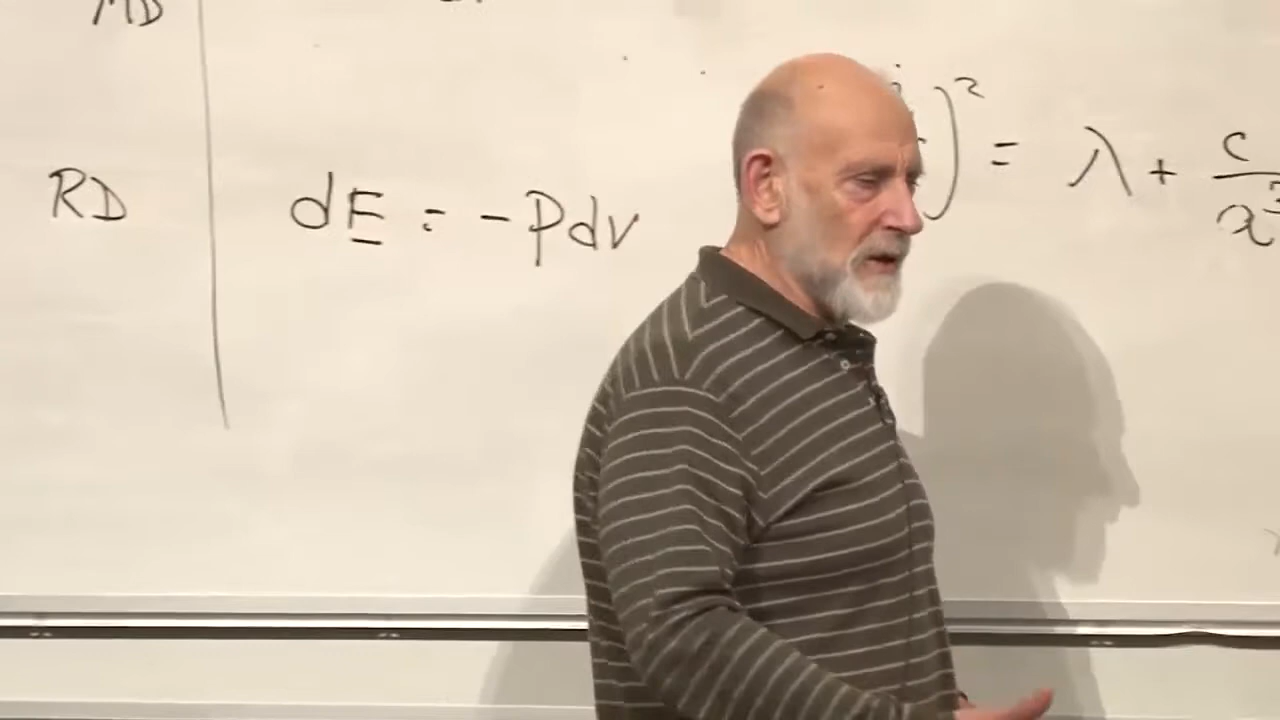 MD
)² = λ + c/a³
RD dE = -Pdv